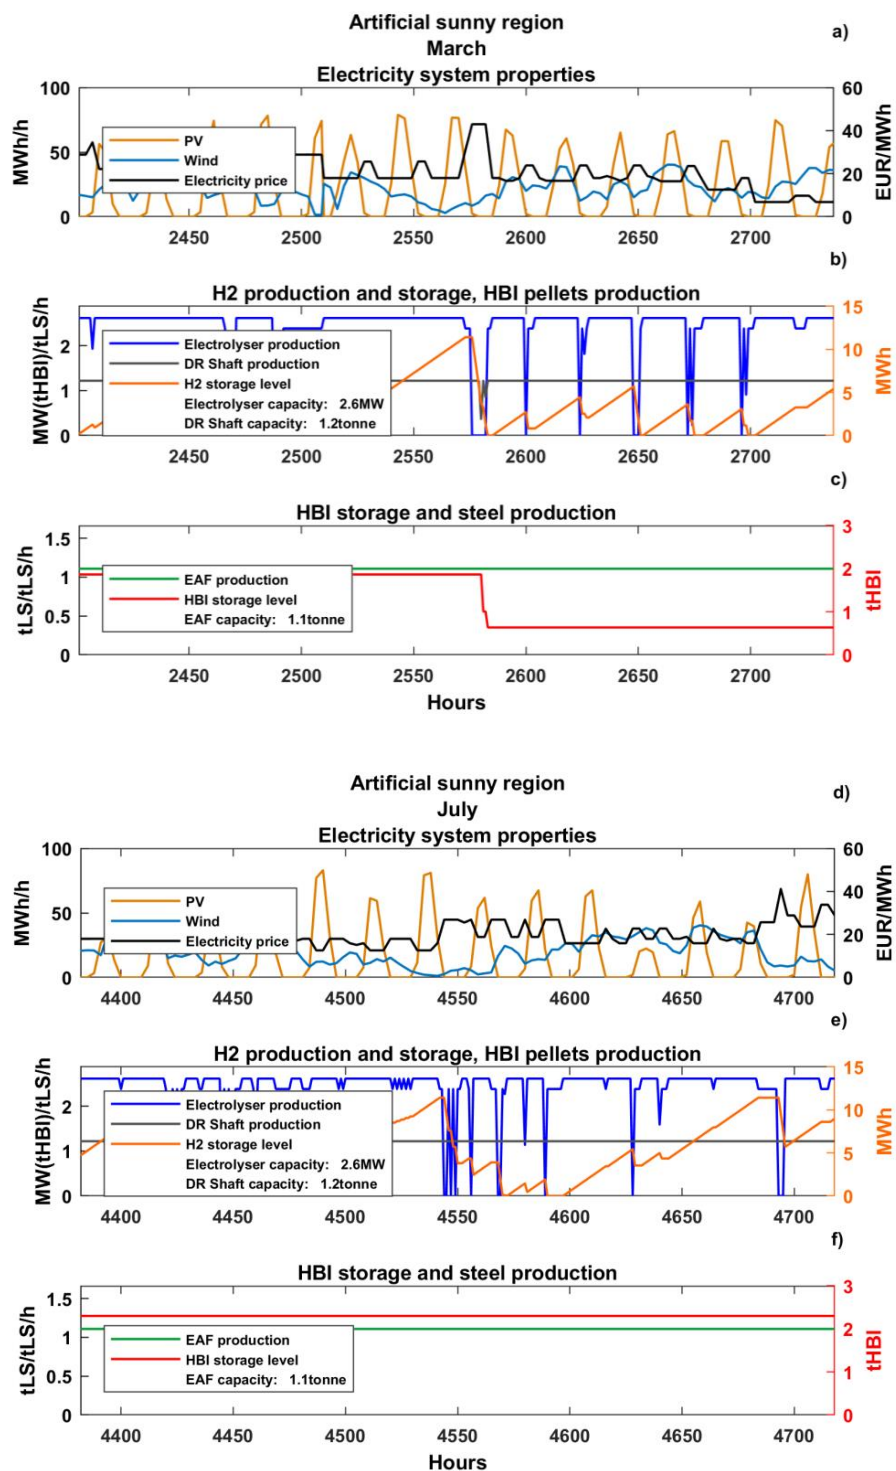 Artificial sunny region
a)
March
Electricity system properties
100
50
0
MWh/h
PV
Wind
Electricity price
60
40
20
0
EUR/MWh
2450 2500 2550 2600 2650 2700
b)
H2 production and storage, HBI pellets production
2
1
0
MW(tHBI)/tLS/h
Electrolyser production
DR Shaft production
H2 storage level
Electrolyser capacity: 2.6MW
DR Shaft capacity: 1.2tonne
15
10
5
0
MWh
2450 2500 2550 2600 2650 2700
c)
HBI storage and steel production
1.5
1
0.5
0
tLS/tLS/h
EAF production
HBI storage level
EAF capacity: 1.1tonne
3
2
1
0
tHBI
2450 2500 2550 2600 2650 2700
Hours
Artificial sunny region
d)
July
Electricity system properties
100
50
0
MWh/h
PV
Wind
Electricity price
60
40
20
0
EUR/MWh
4400 4450 4500 4550 4600 4650 4700
e)
H2 production and storage, HBI pellets production
2
1
0
MW(tHBI)/tLS/h
Electrolyser production
DR Shaft production
H2 storage level
Electrolyser capacity: 2.6MW
DR Shaft capacity: 1.2tonne
15
10
5
0
MWh
4400 4450 4500 4550 4600 4650 4700
f)
HBI storage and steel production
1.5
1
0.5
0
tLS/tLS/h
EAF production
HBI storage level
EAF capacity: 1.1tonne
3
2
1
0
tHBI
4400 4450 4500 4550 4600 4650 4700
Hours